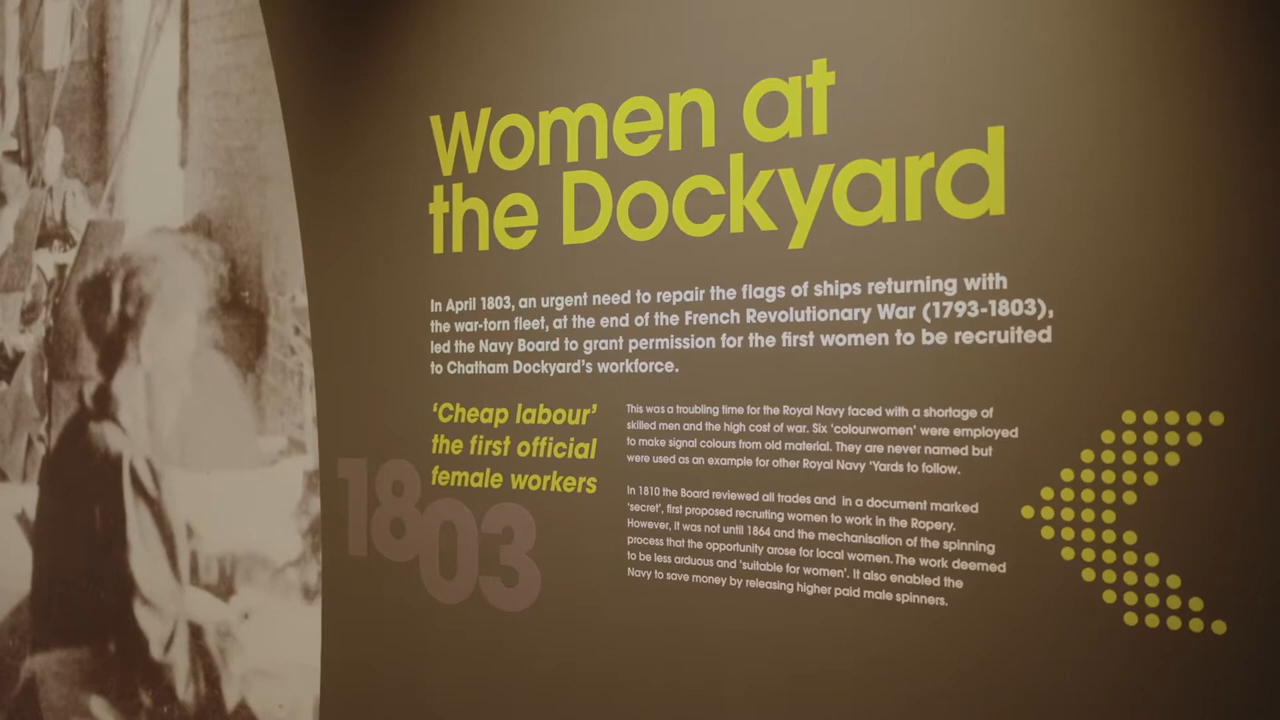 Women at
the Dockyard
In April 1803, an urgent need to repair the flags of ships returning with
the war-torn fleet, at the end of the French Revolutionary War (1793-1803),
led the Navy Board to grant permission for the first women to be recruited
to Chatham Dockyard's workforce.
'Cheap labour'
the first official
female workers
1803
This was a troubling time for the Royal Navy faced with a shortage of
skilled men and the high cost of war. Six 'colourwomen' were employed
to make signal colours from old material. They are never named but
were used as an example for other Royal Navy 'Yards to follow.
In 1810 the Board reviewed all trades and in a document marked
'secret', first proposed recruiting women to work in the Ropery.
However, it was not until 1864 and the mechanisation of the spinning
process that the opportunity arose for local women. The work deemed
to be less arduous and 'suitable for women'. It also enabled the
Navy to save money by releasing higher paid male spinners.